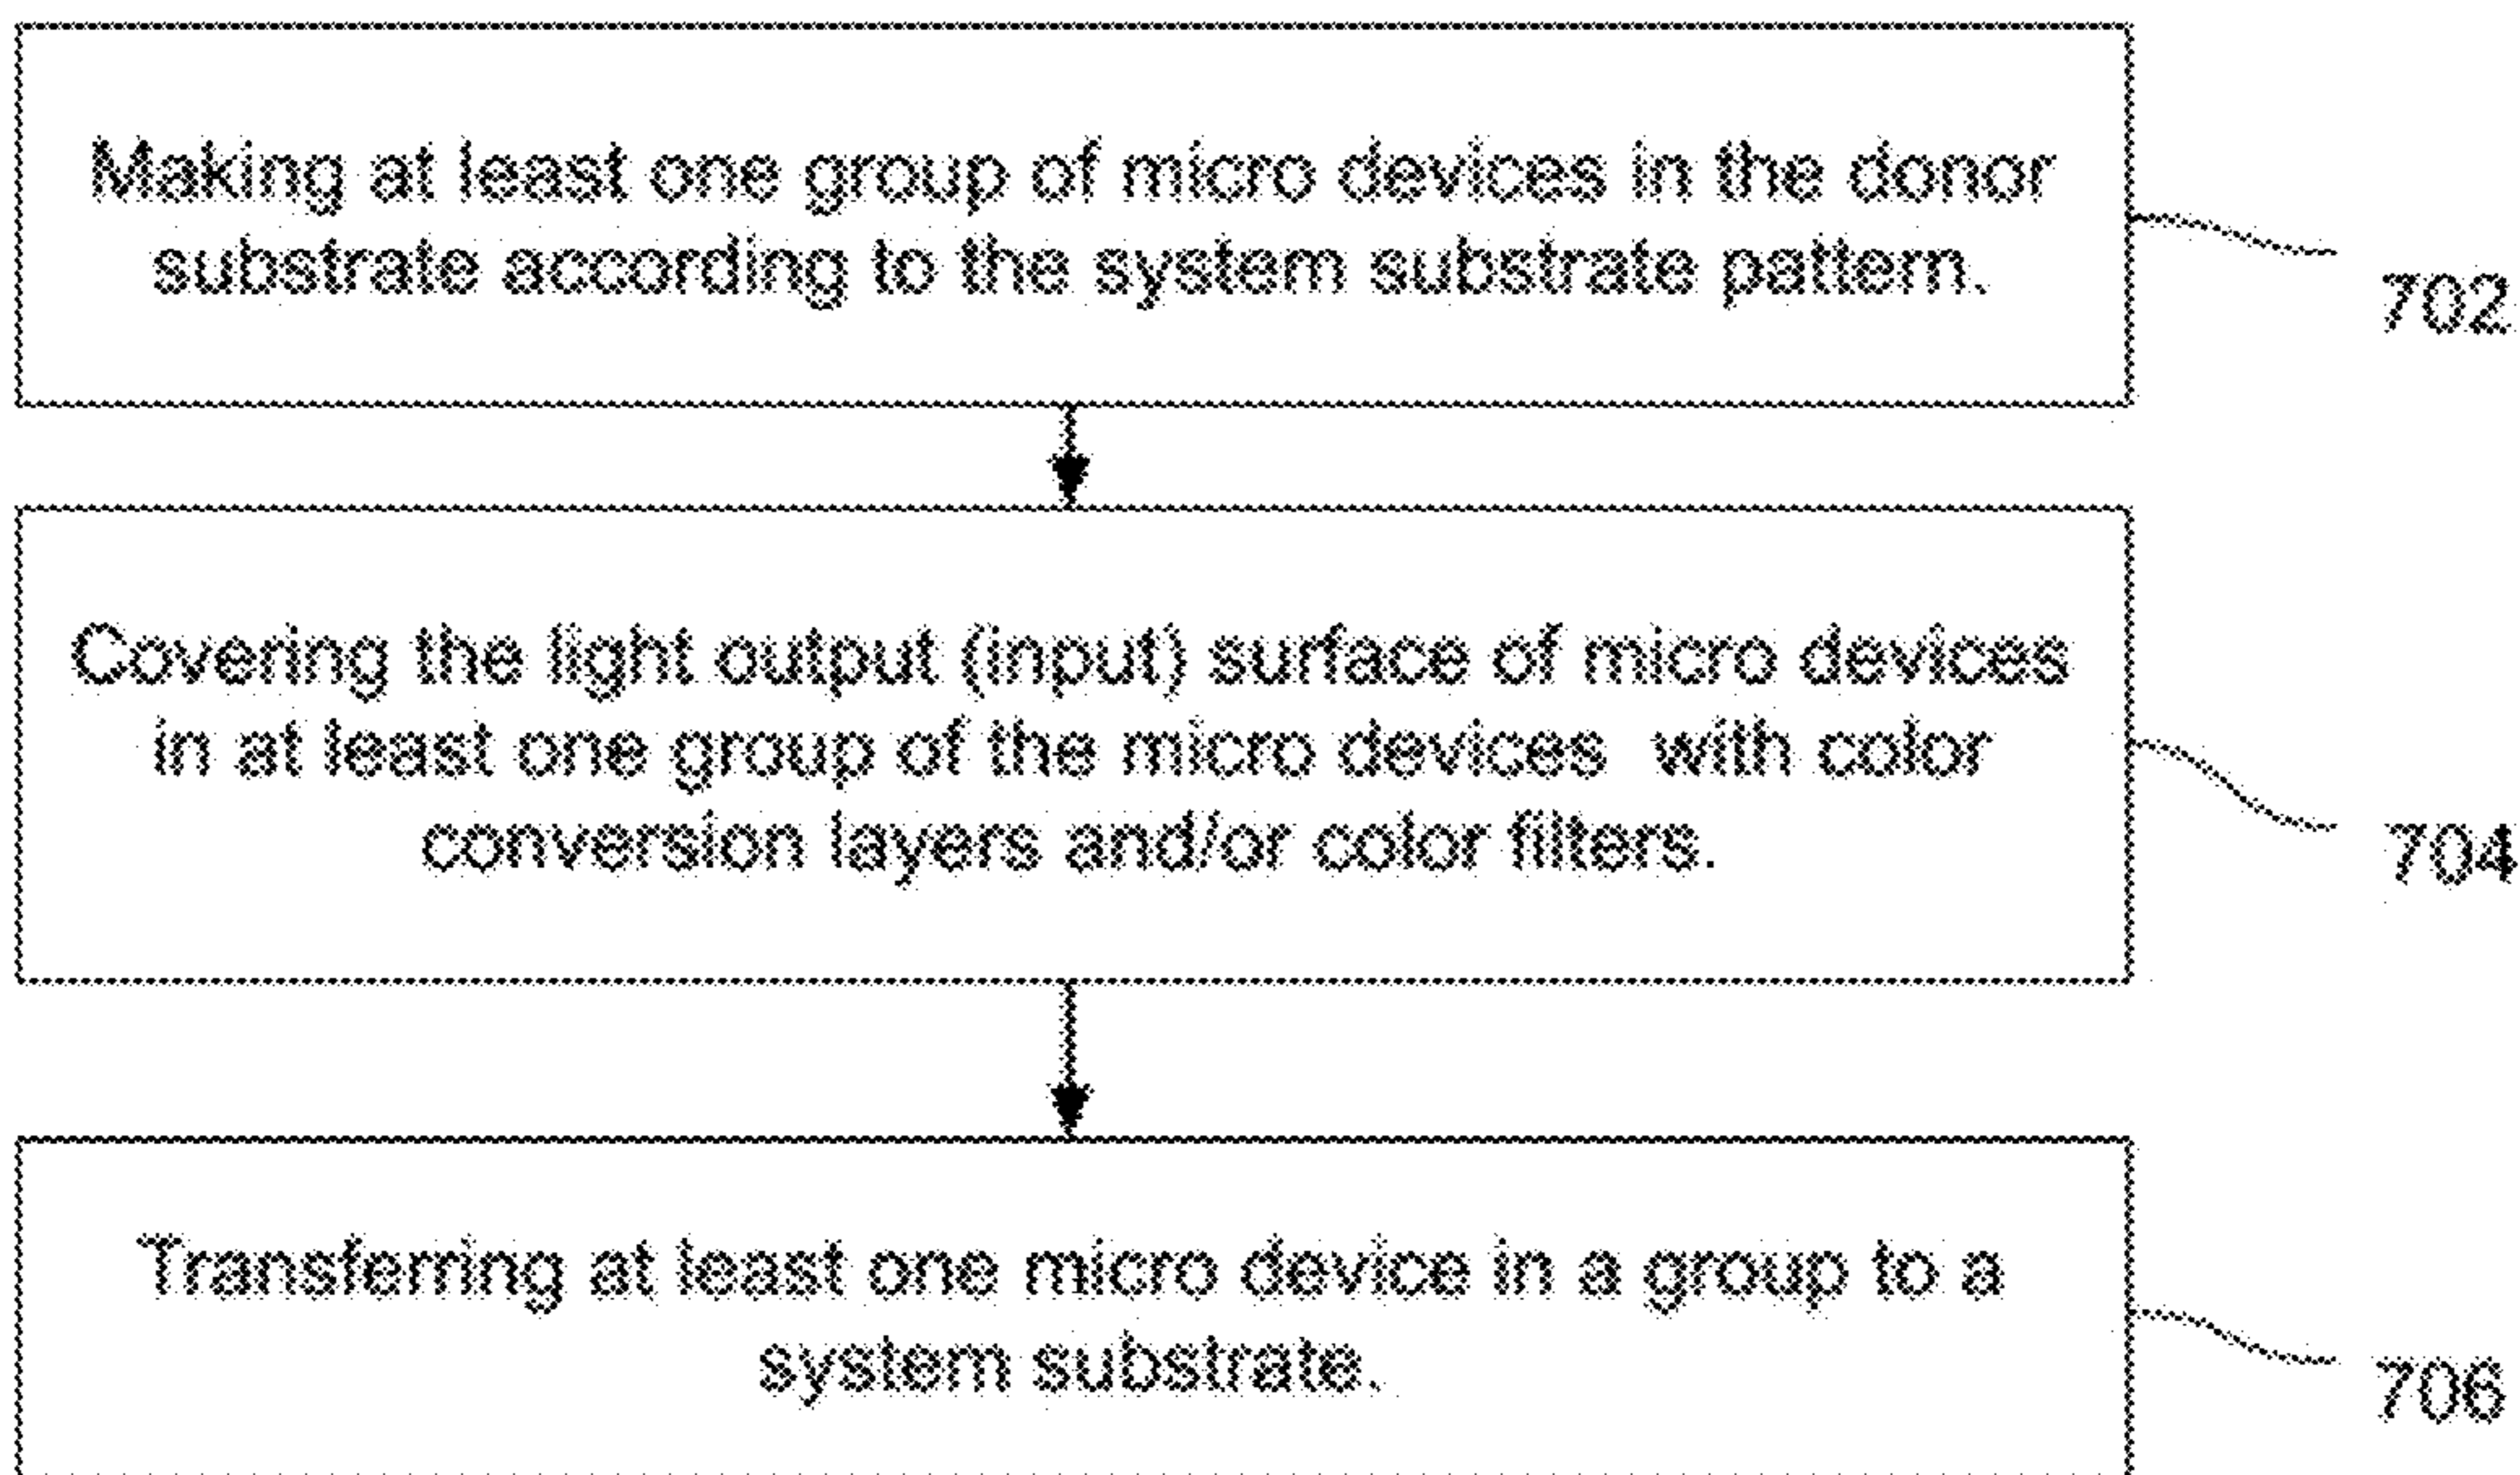 Making at least one group of micro devices in the donor
substrate according to the system substrate pattern.
702
Covering the light output (input) surface of micro devices
in at least one group of the micro devices with color
conversion layers and/or color filters.
704
Transferring at least one micro device in a group to a
system substrate.
706